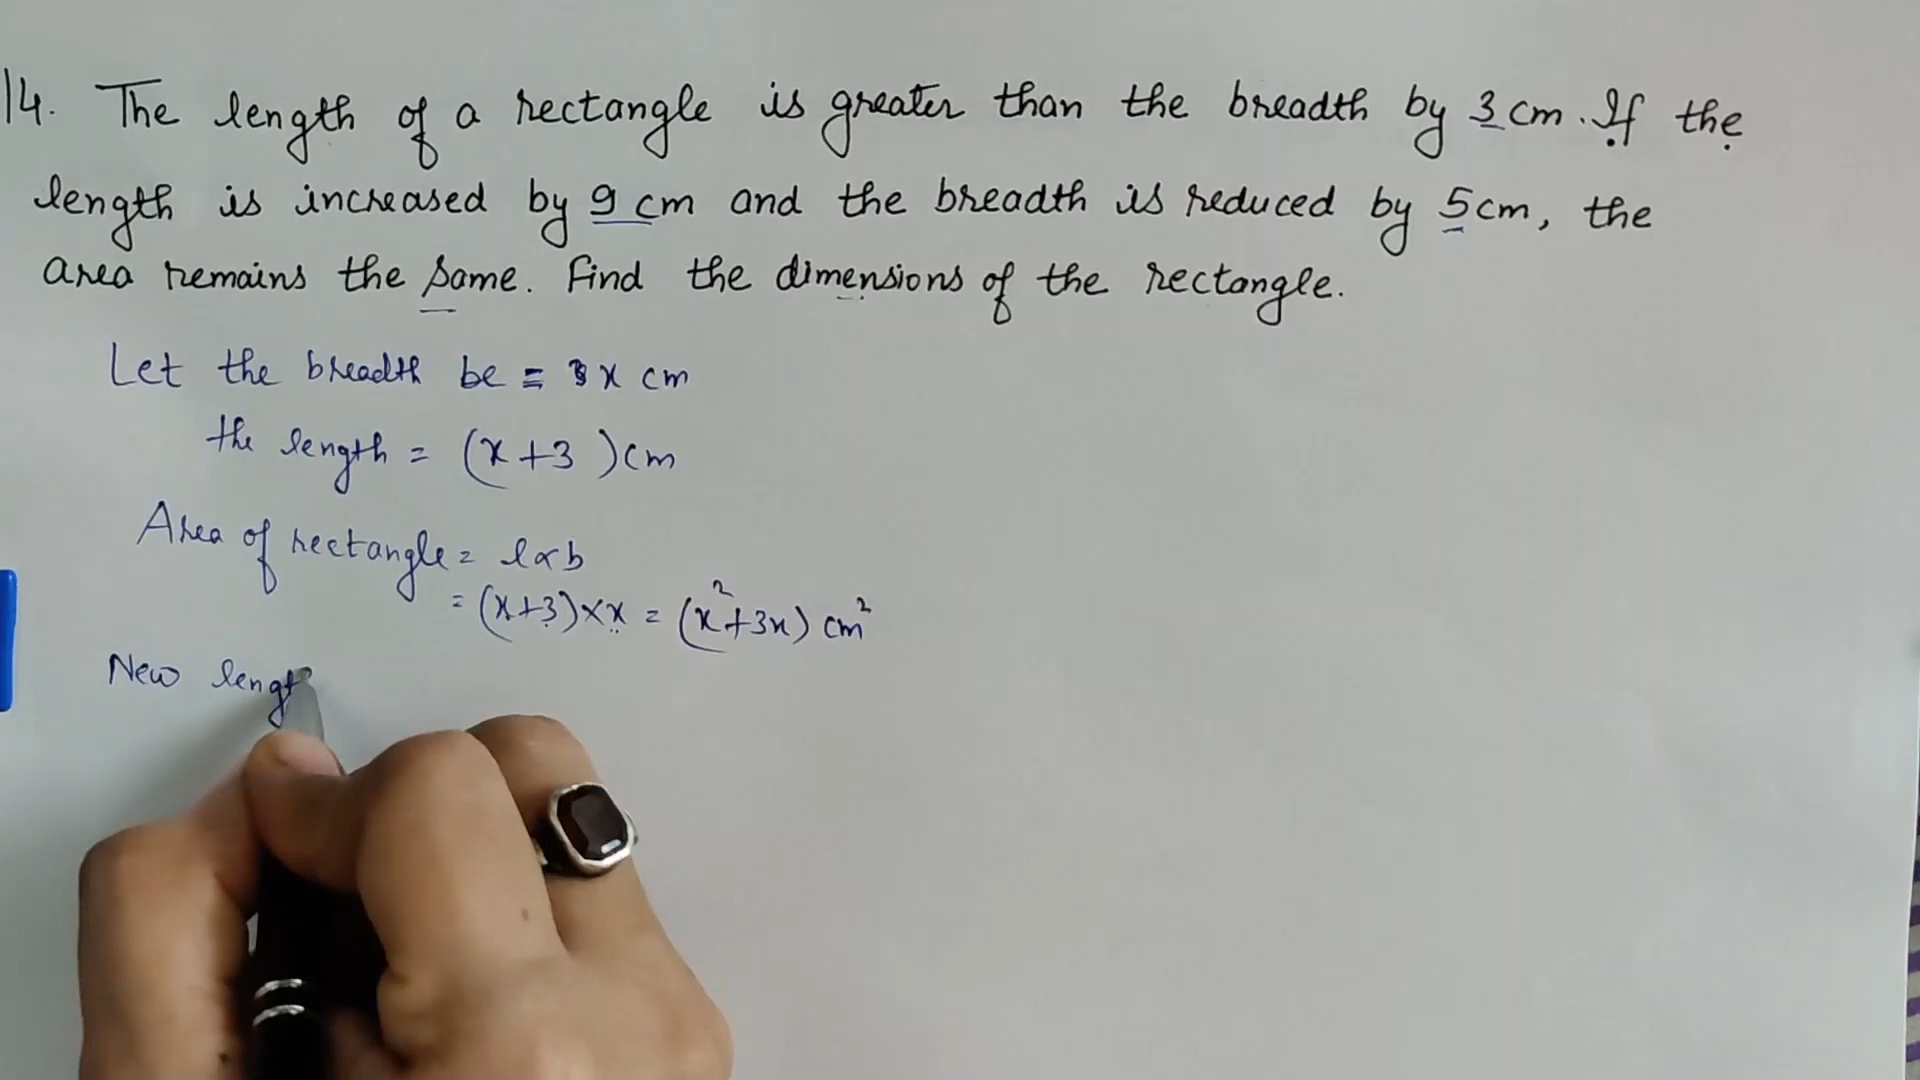 14. The length of a rectangle is greater than the breadth by 3 cm. If the
length is increased by 9 cm and the breadth is reduced by 5cm, the
area remains the same. Find the dimensions of the rectangle.
Let the breadth be = x cm
the length = (x+3) cm
Area of rectangle = l×b
= (x+3)×x = (x²+3x) cm²
New lengt